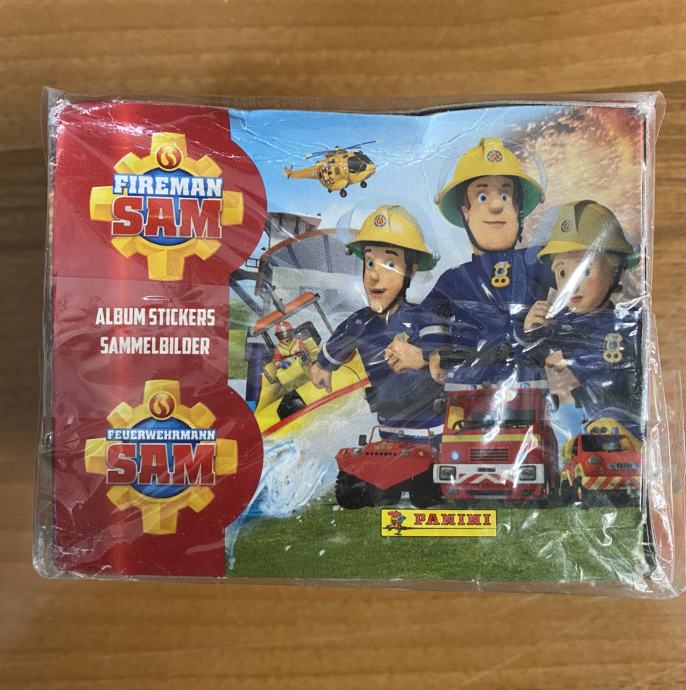 FIREMAN
SAM
ALBUM STICKERS
SAMMELBILDER
FEUERWEHRMANN
SAM
PANINI